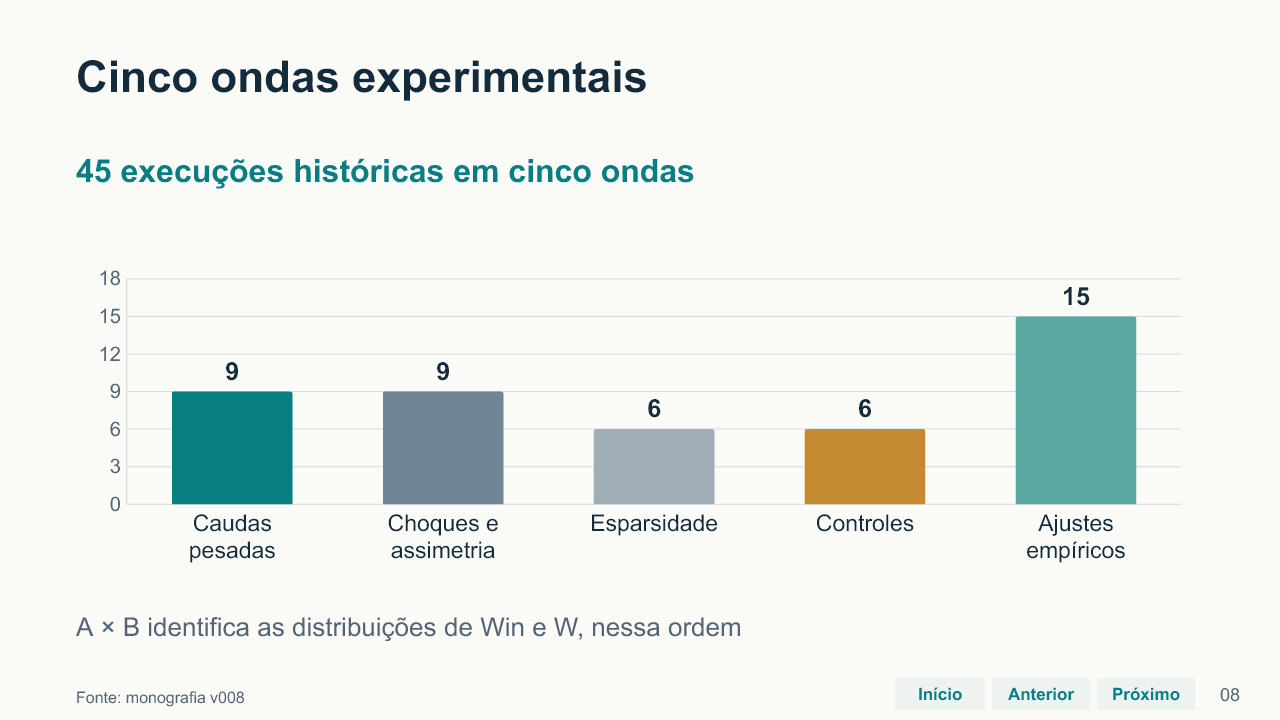 Cinco ondas experimentais
45 execuções históricas em cinco ondas
18
15
12
9
6
3
0
9
9
6
6
15
Caudas
pesadas
Choques e
assimetria
Esparsidade
Controles
Ajustes
empíricos
A × B identifica as distribuições de Win e W, nessa ordem
Fonte: monografia v008
Início
Anterior
Próximo
08